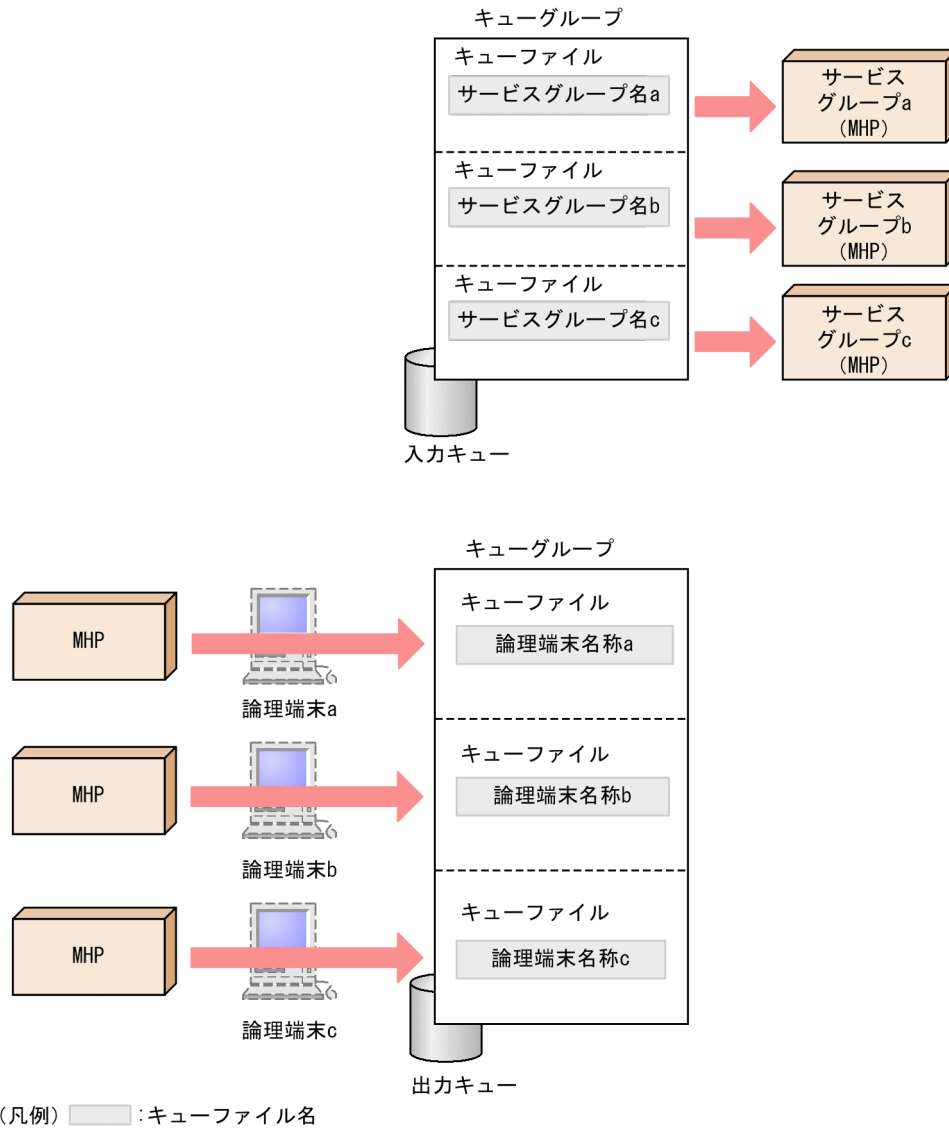 キューグループ
キューファイル
サービスグループ名a
サービス
グループa
(MHP)
キューファイル
サービスグループ名b
サービス
グループb
(MHP)
キューファイル
サービスグループ名c
サービス
グループc
(MHP)
入力キュー
キューグループ
MHP
論理端末a
キューファイル
論理端末名称a
MHP
論理端末b
キューファイル
論理端末名称b
MHP
論理端末c
キューファイル
論理端末名称c
出力キュー
(凡例) :キューファイル名